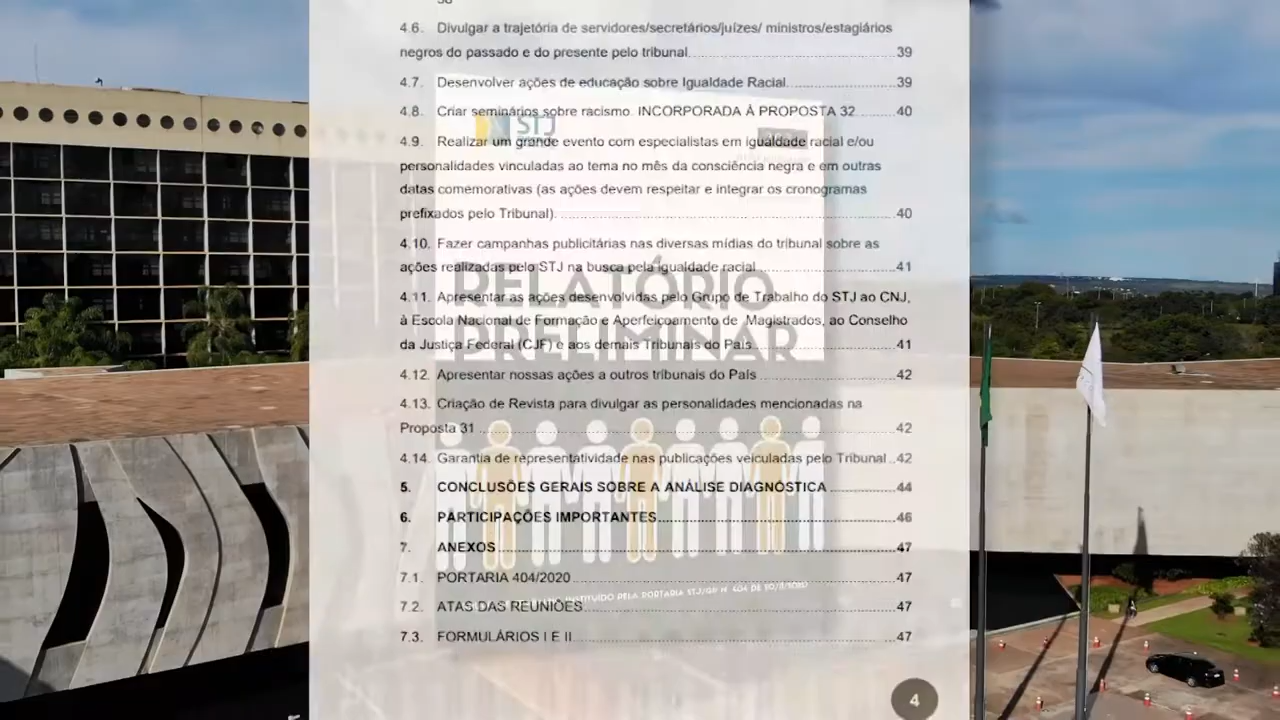 4.6. Divulgar a trajetória de servidores/secretários/juízes/ ministros/estagiários
negros do passado e do presente pelo tribunal. 39
4.7. Desenvolver ações de educação sobre Igualdade Racial. 39
4.8. Criar seminários sobre racismo. INCORPORADA À PROPOSTA 32 40
STJ
4.9. Realizar um grande evento com especialistas em igualdade racial e/ou
personalidades vinculadas ao tema no mês da consciência negra e em outras
datas comemorativas (as ações devem respeitar e integrar os cronogramas
prefixados pelo Tribunal). 40
4.10. Fazer campanhas publicitárias nas diversas mídias do tribunal sobre as
ações realizadas pelo STJ na busca pela igualdade racial 41
RELATÓRIO
4.11. Apresentar as ações desenvolvidas pelo Grupo de Trabalho do STJ ao CNJ,
à Escola Nacional de Formação e Aperfeiçoamento de Magistrados, ao Conselho
PRELIMINAR
da Justiça Federal (CJF) e aos demais Tribunais do País 41
4.12. Apresentar nossas ações a outros tribunais do País 42
4.13. Criação de Revista para divulgar as personalidades mencionadas na
Proposta 31 42
4.14. Garantia de representatividade nas publicações veiculadas pelo Tribunal 42
5. CONCLUSÕES GERAIS SOBRE A ANÁLISE DIAGNÓSTICA 44
6. PARTICIPAÇÕES IMPORTANTES 46
7. ANEXOS 47
7.1. PORTARIA 404/2020 47
INSTITUÍDO PELA PORTARIA STJ/GP N. 404 DE
7.2. ATAS DAS REUNIÕES 47
7.3. FORMULÁRIOS I E II 47
4